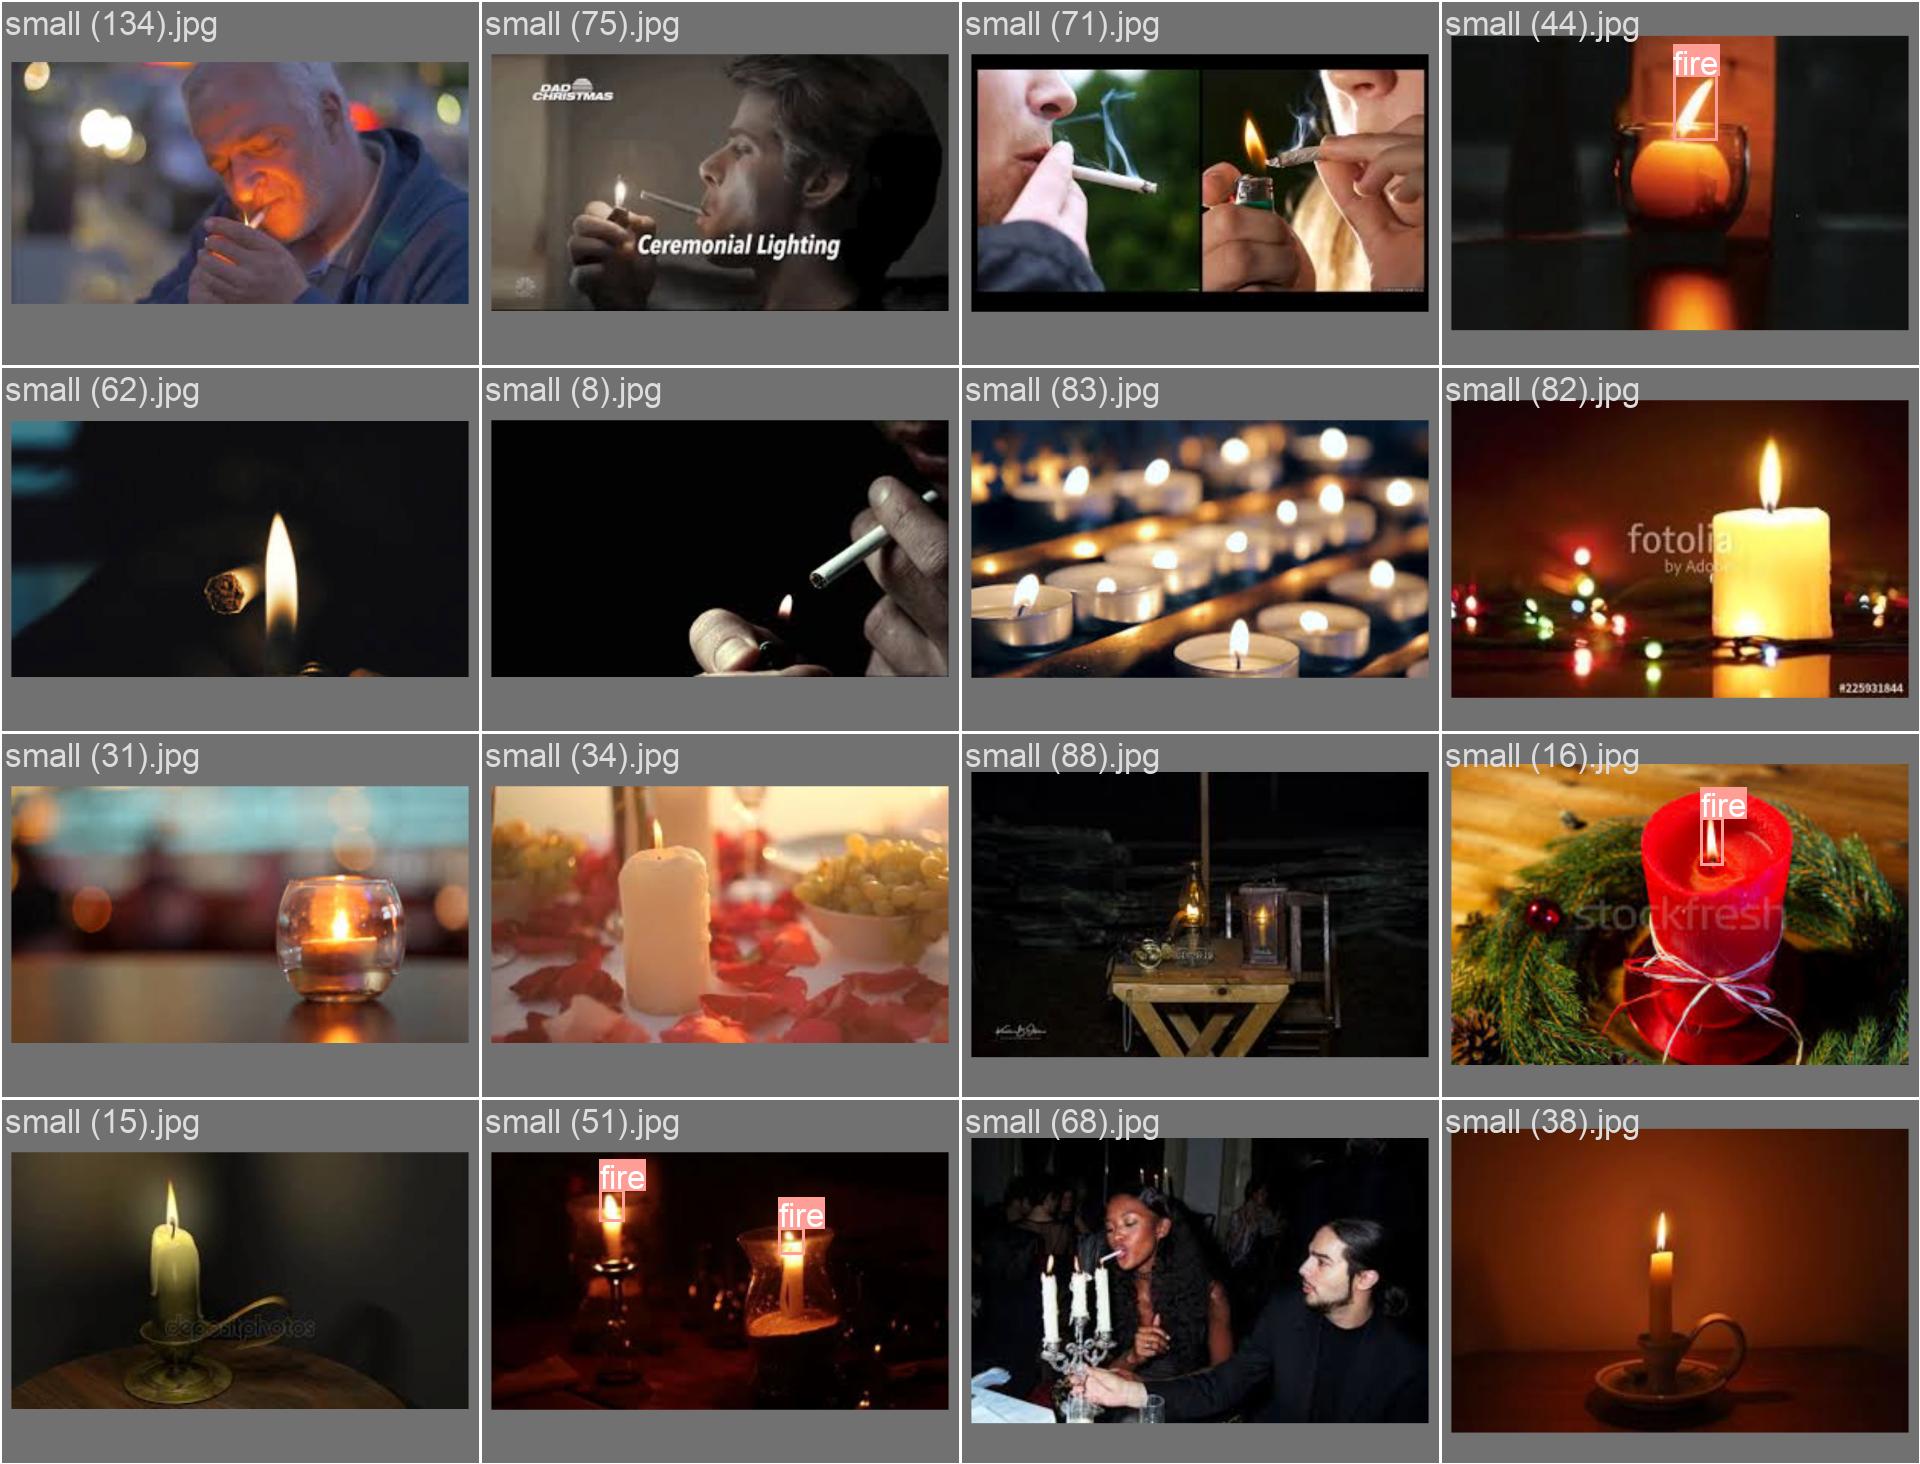 small (134).jpg
small (75).jpg
small (71).jpg
small (44).jpg
DAD
CHRISTMAS
Ceremonial Lighting
fire
small (62).jpg
small (8).jpg
small (83).jpg
small (82).jpg
fotolia
by Adobe
#225931844
small (31).jpg
small (34).jpg
small (88).jpg
small (16).jpg
fire
stockfresh
small (15).jpg
small (51).jpg
small (68).jpg
small (38).jpg
fire
fire
depositphotos